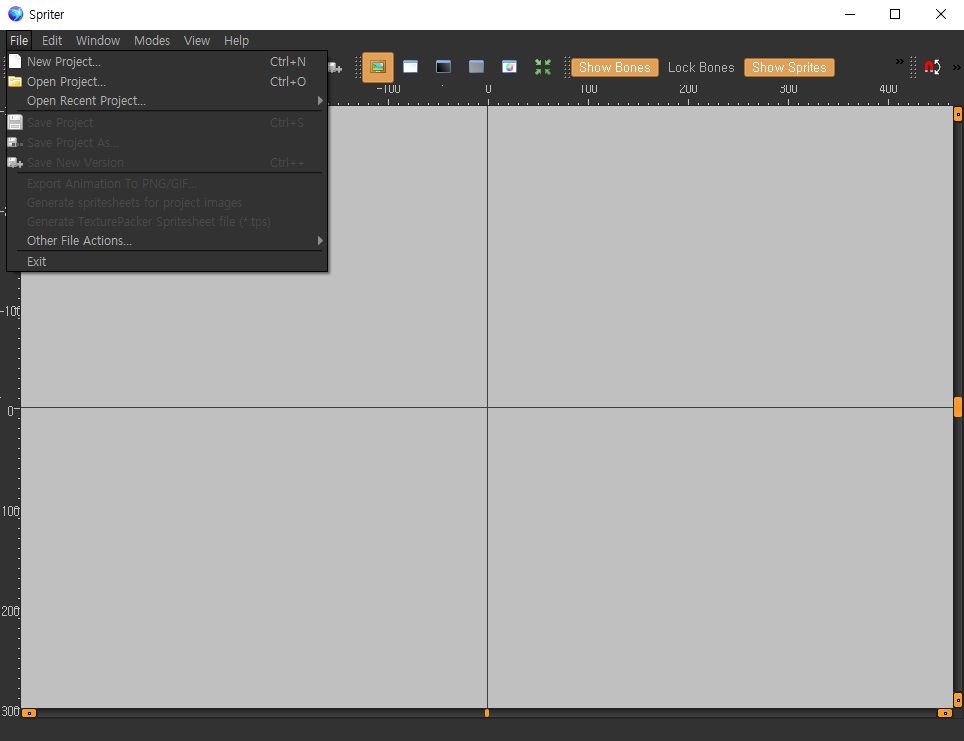 Spriter
File Edit Window Modes View Help
New Project... Ctrl+N
Open Project... Ctrl+O
Open Recent Project...
Save Project Ctrl+S
Save Project As...
Save New Version Ctrl++
Export Animation To PNG/GIF...
Generate spritesheets for project images
Generate TexturePacker Spritesheet file (*.tps)
Other File Actions...
Exit
Show Bones Lock Bones Show Sprites
-100 0 100 200 300 400
-100
0
100
200
300